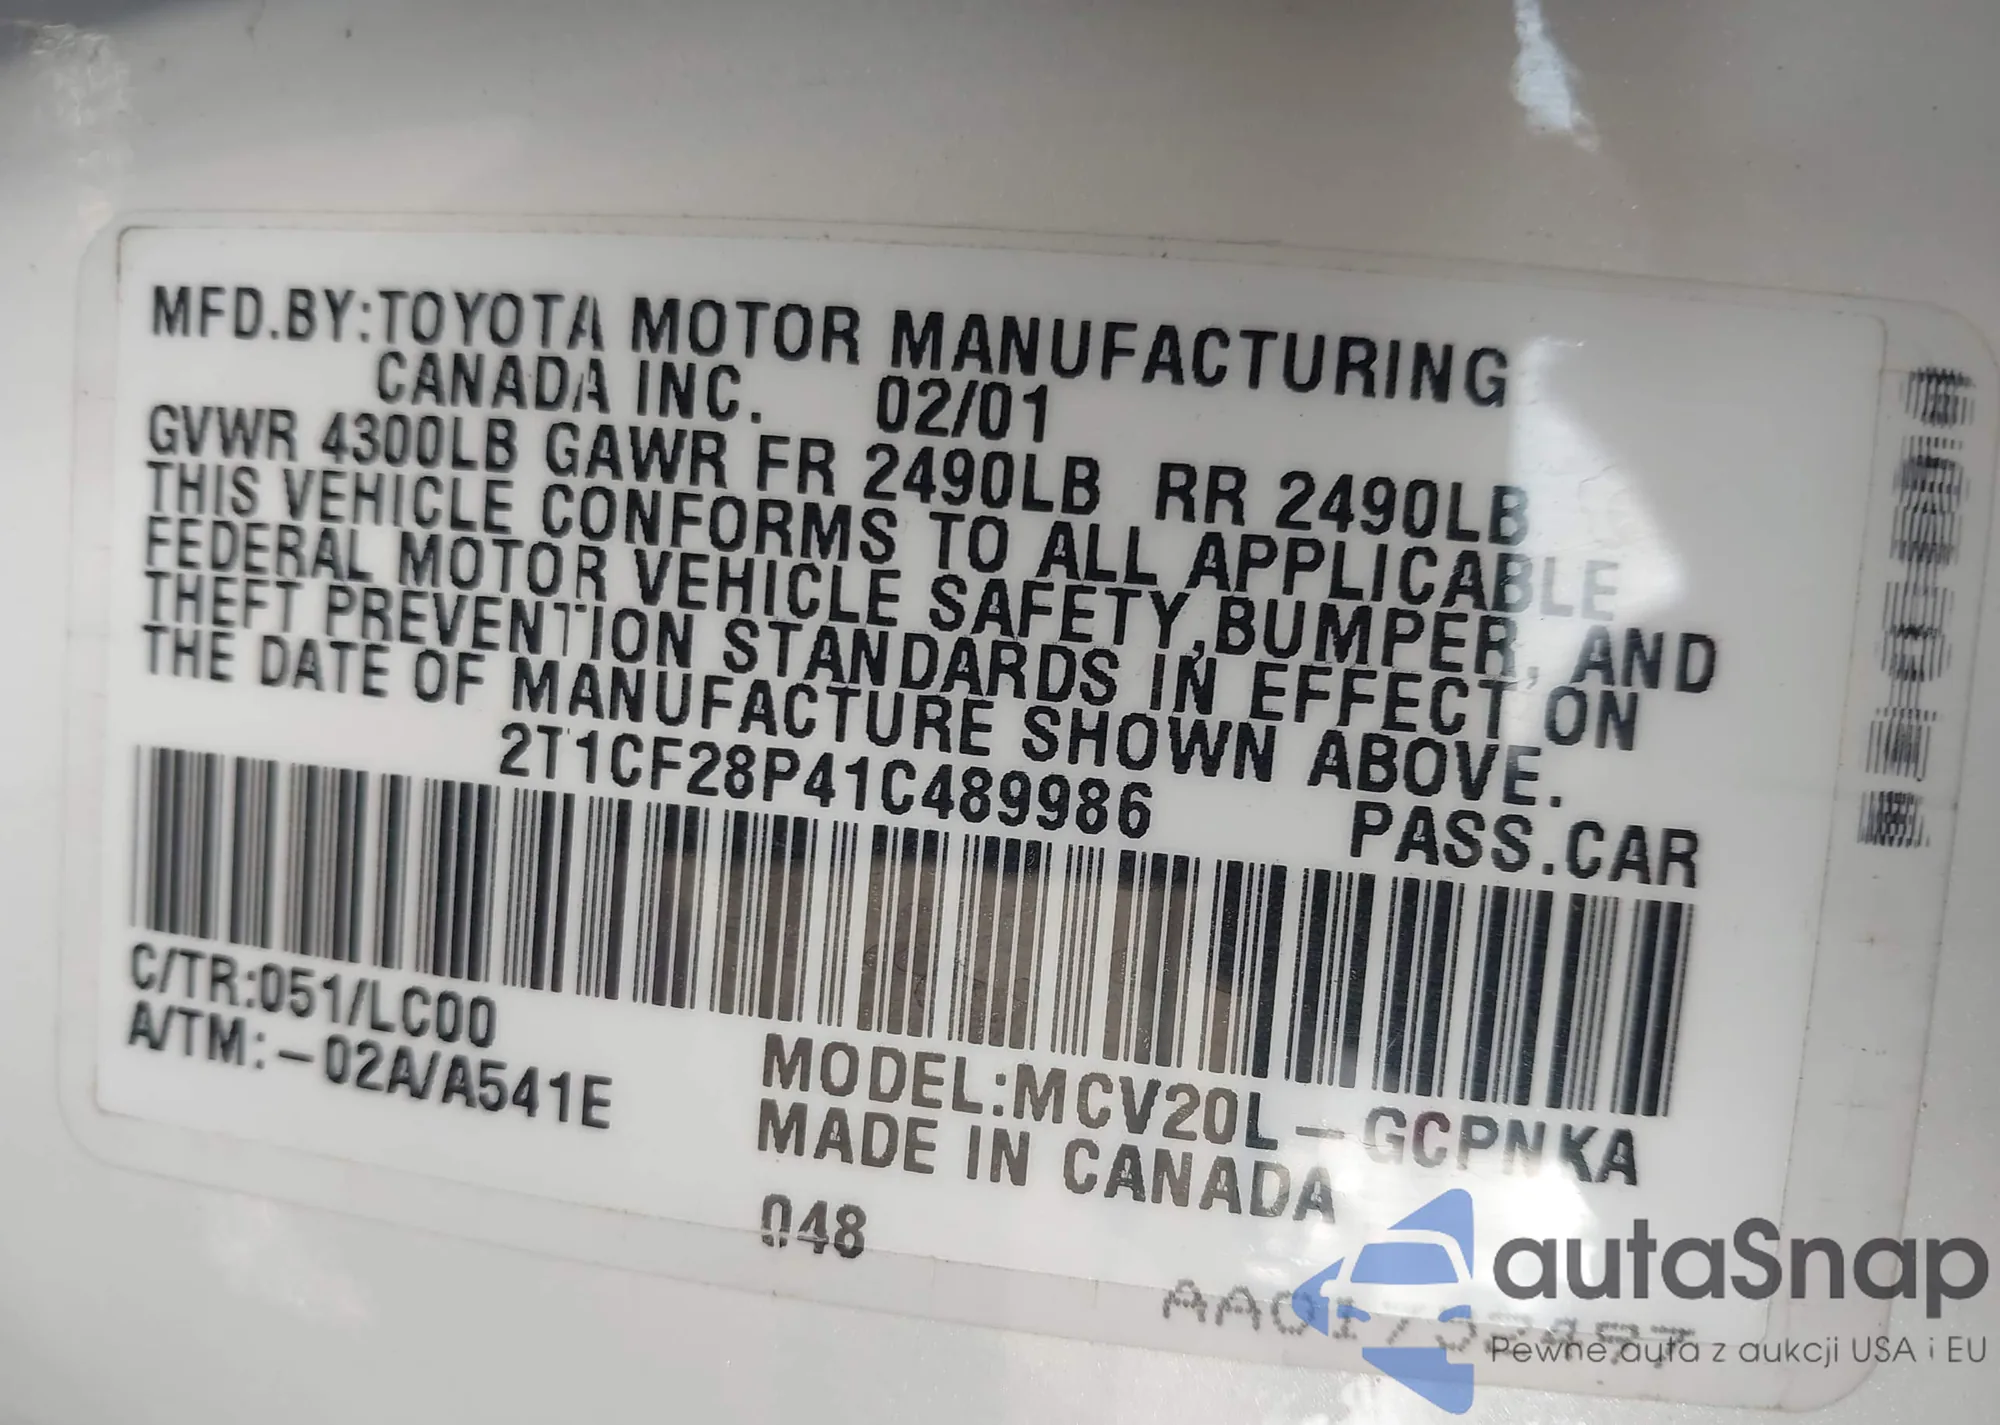 MFD.BY:TOYOTA MOTOR MANUFACTURING
CANADA INC. 02/01
GVWR 4300LB GAWR FR 2490LB RR 2490LB
THIS VEHICLE CONFORMS TO ALL APPLICABLE
FEDERAL MOTOR VEHICLE SAFETY,BUMPER, AND
THEFT PREVENTION STANDARDS IN EFFECT ON
THE DATE OF MANUFACTURE SHOWN ABOVE.
2T1CF28P41C489986 PASS.CAR
C/TR:051/LC00
A/TM:-02A/A541E
MODEL:MCV20L-GCPNKA
MADE IN CANADA
048
autaSnap
Pewne auta z aukcji USA i EU